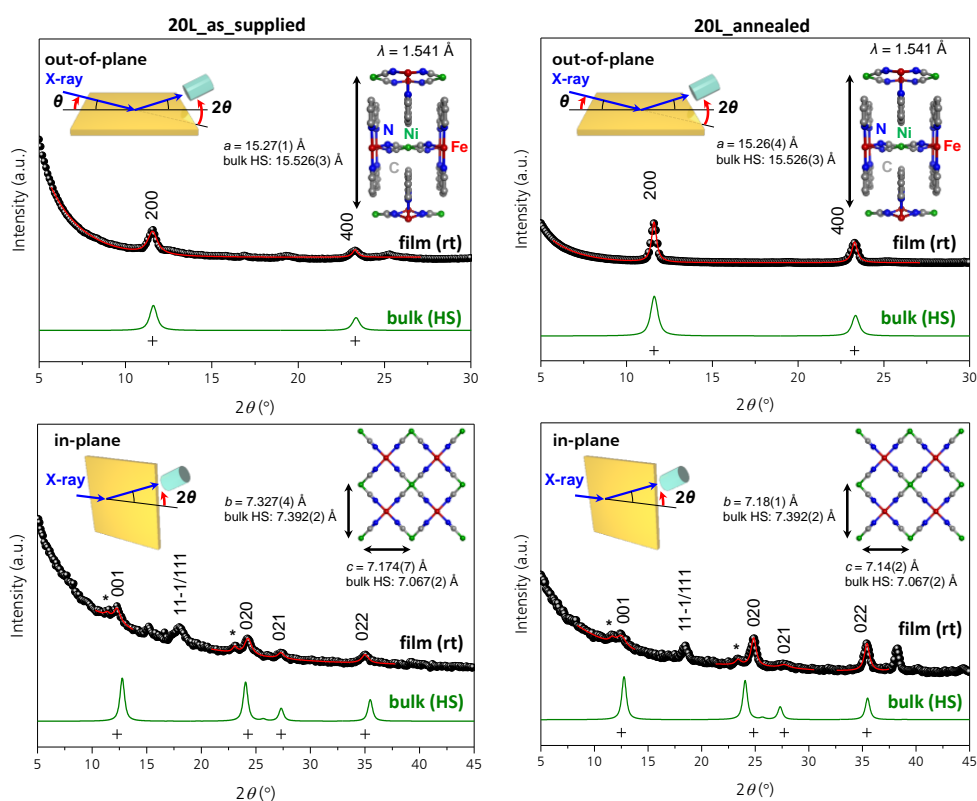 20L_as_supplied
out-of-plane
X-ray
θ
2θ
λ = 1.541 Å
a = 15.27(1) Å
bulk HS: 15.526(3) Å
N
Ni
Fe
C
Intensity (a.u.)
200
400
film (rt)
bulk (HS)
+ +
5 10 15 20 25 30
2θ (°)
20L_annealed
out-of-plane
X-ray
θ
2θ
λ = 1.541 Å
a = 15.26(4) Å
bulk HS: 15.526(3) Å
N
Ni
Fe
C
Intensity (a.u.)
200
400
film (rt)
bulk (HS)
+ +
5 10 15 20 25 30
2θ (°)
in-plane
X-ray
2θ
b = 7.327(4) Å
bulk HS: 7.392(2) Å
c = 7.174(7) Å
bulk HS: 7.067(2) Å
Intensity (a.u.)
*
001
11-1/111
*
020
021
022
film (rt)
bulk (HS)
+ + + +
5 10 15 20 25 30 35 40 45
2θ (°)
in-plane
X-ray
2θ
b = 7.18(1) Å
bulk HS: 7.392(2) Å
c = 7.14(2) Å
bulk HS: 7.067(2) Å
Intensity (a.u.)
*
001
11-1/111
*
020
021
022
film (rt)
bulk (HS)
+ + + +
5 10 15 20 25 30 35 40 45
2θ (°)